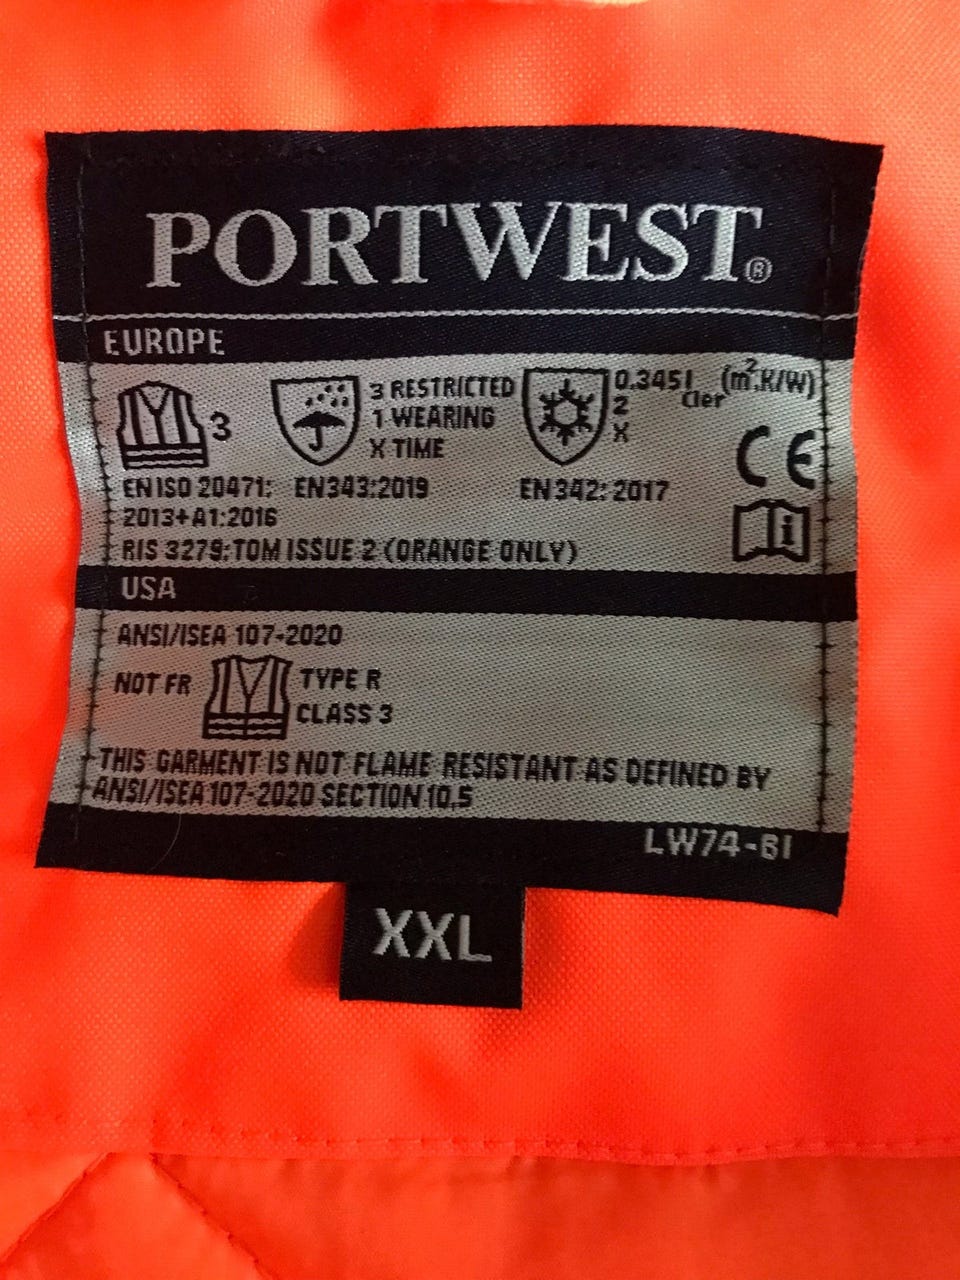 PORTWEST®
EUROPE
3
3 RESTRICTED
1 WEARING
X TIME
0.345 I cler (m².K/W)
2
X
CE
i
EN ISO 20471: EN343:2019 EN 342: 2017
2013+A1:2016
RIS 3279:TOM ISSUE 2 (ORANGE ONLY)
USA
ANSI/ISEA 107-2020
NOT FR TYPE R
CLASS 3
THIS GARMENT IS NOT FLAME RESISTANT AS DEFINED BY
ANSI/ISEA 107-2020 SECTION 10.5
LW74-BI
XXL